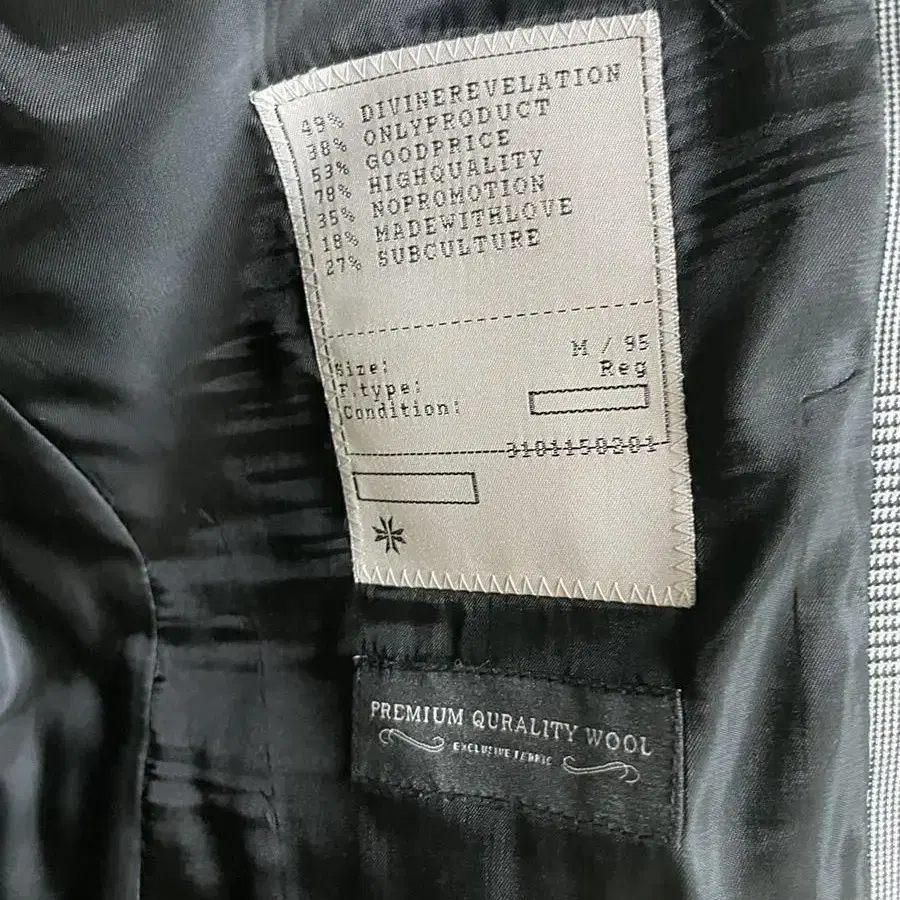 49% DIVINEREVELATION
38% ONLYPRODUCT
53% GOODPRICE
78% HIGHQUALITY
35% NOPROMOTION
18% MADEWITHLOVE
27% SUBCULTURE
Size: M / 95
F.type: Reg
Condition:
3101150201
PREMIUM QURALITY WOOL
EXCLUSIVE FABRIC